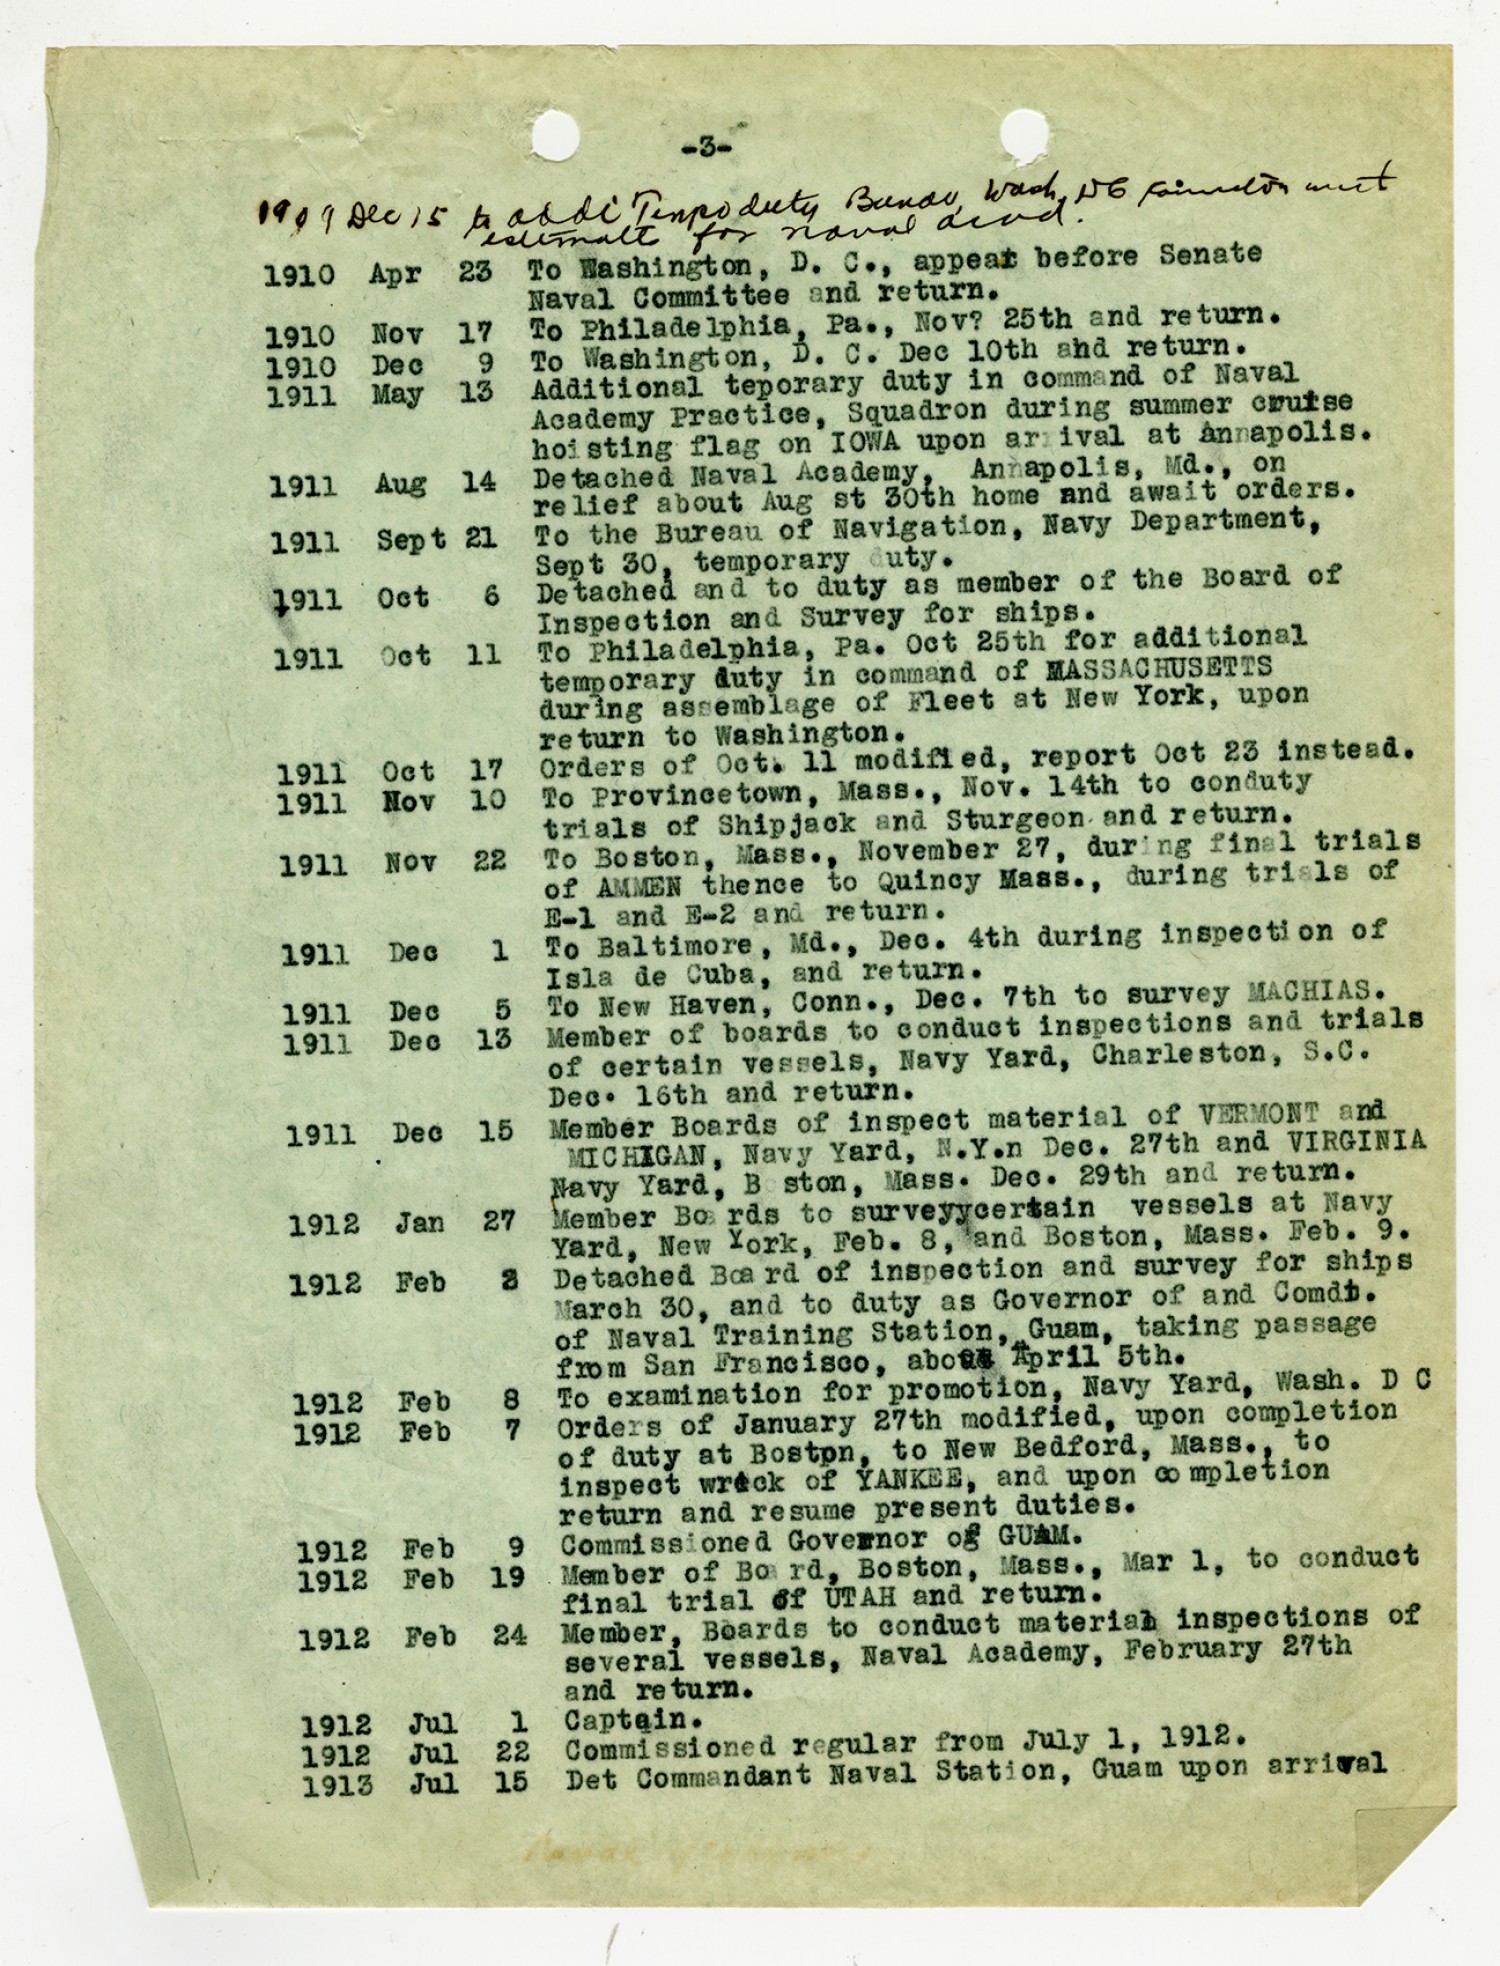 -3-
1909 Dec 15 to addl Tempo duty Bureau Wash, DC
estimate for naval acad.
1910 Apr 23 To Washington, D. C., appear before Senate
Naval Committee and return.
1910 Nov 17 To Philadelphia, Pa., Nov? 25th and return.
1910 Dec 9 To Washington, D. C. Dec 10th and return.
1911 May 13 Additional teporary duty in command of Naval
Academy Practice, Squadron during summer cruise
hoisting flag on IOWA upon arrival at Annapolis.
1911 Aug 14 Detached Naval Academy, Annapolis, Md., on
relief about Aug st 30th home and await orders.
1911 Sept 21 To the Bureau of Navigation, Navy Department,
Sept 30, temporary duty.
1911 Oct 6 Detached and to duty as member of the Board of
Inspection and Survey for ships.
1911 Oct 11 To Philadelphia, Pa. Oct 25th for additional
temporary duty in command of MASSACHUSETTS
during assemblage of Fleet at New York, upon
return to Washington.
1911 Oct 17 Orders of Oct. 11 modified, report Oct 23 instead.
1911 Nov 10 To Provincetown, Mass., Nov. 14th to conduty
trials of Shipjack and Sturgeon and return.
1911 Nov 22 To Boston, Mass., November 27, during final trials
of AMMEN thence to Quincy Mass., during trials of
E-1 and E-2 and return.
1911 Dec 1 To Baltimore, Md., Dec. 4th during inspection of
Isla de Cuba, and return.
1911 Dec 5 To New Haven, Conn., Dec. 7th to survey MACHIAS.
1911 Dec 13 Member of boards to conduct inspections and trials
of certain vessels, Navy Yard, Charleston, S.C.
Dec. 16th and return.
1911 Dec 15 Member Boards of inspect material of VERMONT and
MICHIGAN, Navy Yard, N.Y.n Dec. 27th and VIRGINIA
Navy Yard, B ston, Mass. Dec. 29th and return.
1912 Jan 27 Member Boards to surveyycertain vessels at Navy
Yard, New York, Feb. 8, and Boston, Mass. Feb. 9.
1912 Feb 3 Detached Board of inspection and survey for ships
March 30, and to duty as Governor of and Comdt.
of Naval Training Station, Guam, taking passage
from San Francisco, about April 5th.
1912 Feb 8 To examination for promotion, Navy Yard, Wash. D C
1912 Feb 7 Orders of January 27th modified, upon completion
of duty at Boston, to New Bedford, Mass., to
inspect wreck of YANKEE, and upon completion
return and resume present duties.
1912 Feb 9 Commissioned Governor of GUAM.
1912 Feb 19 Member of Board, Boston, Mass., Mar 1, to conduct
final trial of UTAH and return.
1912 Feb 24 Member, Boards to conduct material inspections of
several vessels, Naval Academy, February 27th
and return.
1912 Jul 1 Captain.
1912 Jul 22 Commissioned regular from July 1, 1912.
1913 Jul 15 Det Commandant Naval Station, Guam upon arrival